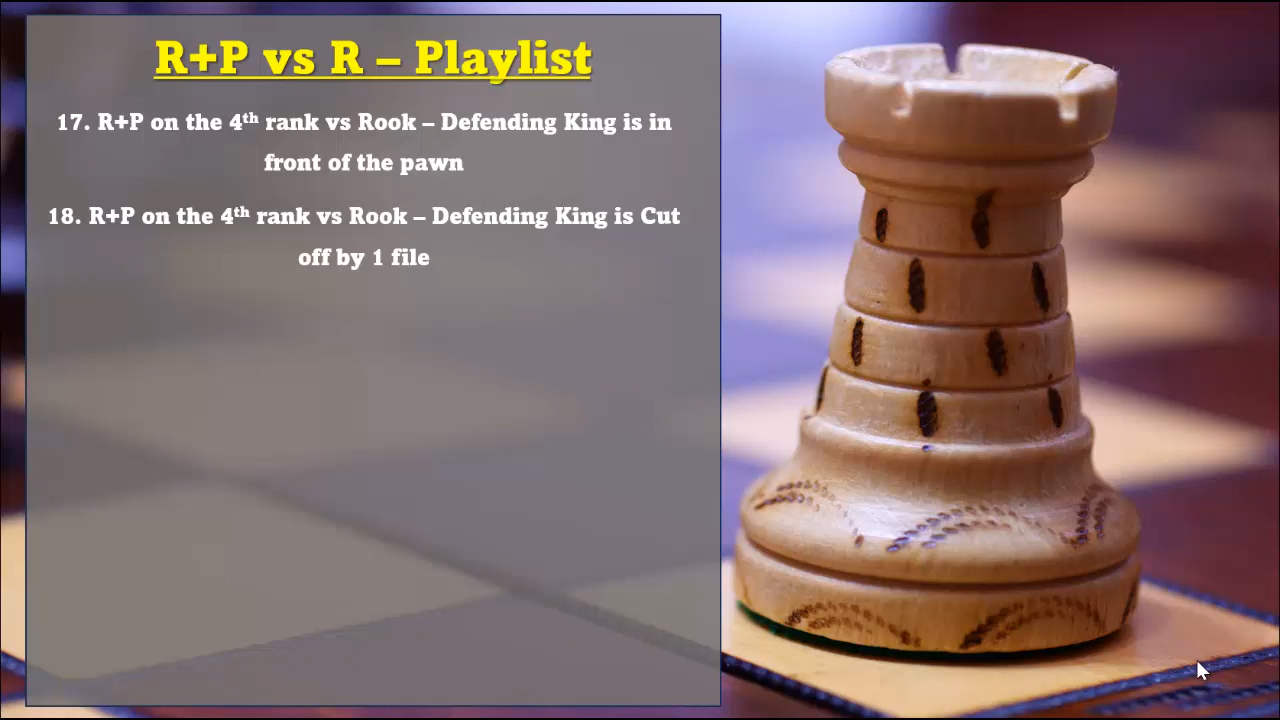 R+P vs R – Playlist
17. R+P on the 4th rank vs Rook – Defending King is in
front of the pawn
18. R+P on the 4th rank vs Rook – Defending King is Cut
off by 1 file